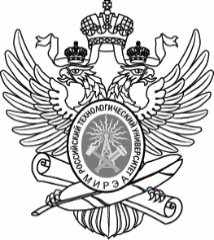 РОССИЙСКИЙ ТЕХНОЛОГИЧЕСКИЙ УНИВЕРСИТЕТ
МИРЭА